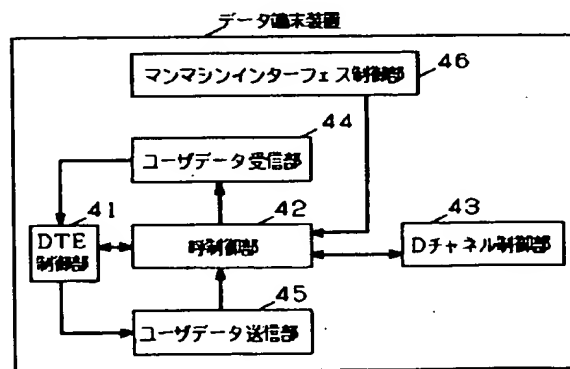 データ端末装置
マンマシンインターフェス制御部
46
44
ユーザデータ受信部
41
42
43
DTE
制御部
呼制御部
Dチャネル制御部
45
ユーザデータ送信部